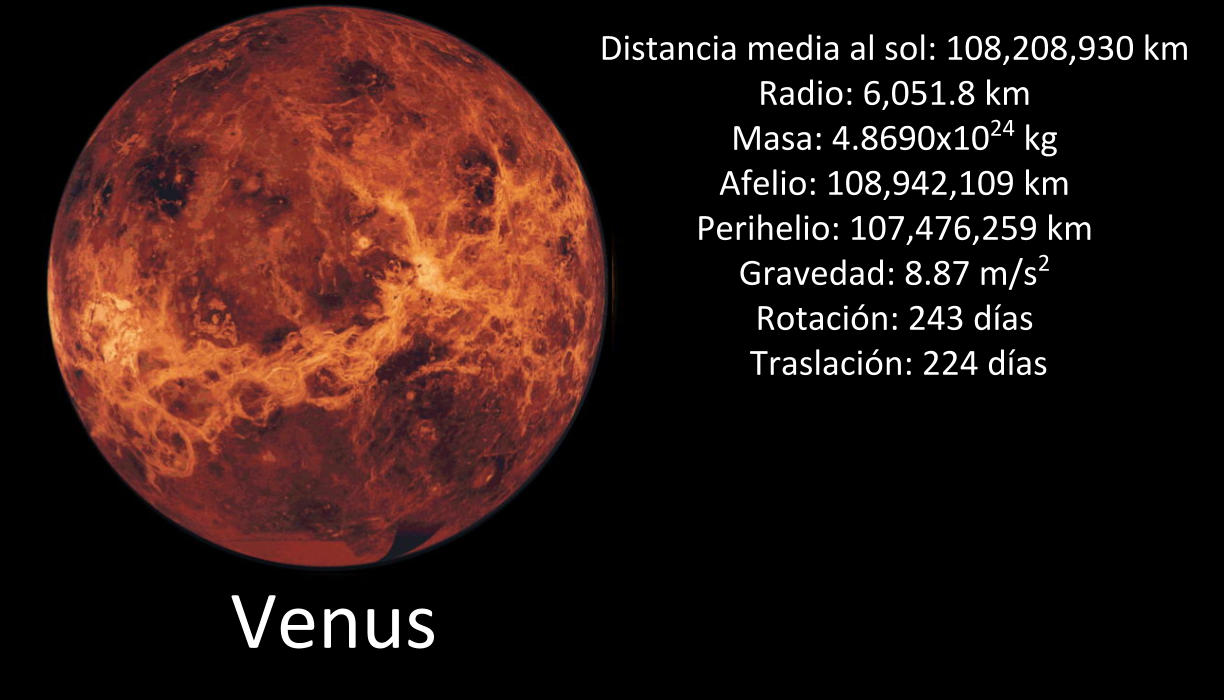 Distancia media al sol: 108,208,930 km
Radio: 6,051.8 km
Masa: 4.8690x10²⁴ kg
Afelio: 108,942,109 km
Perihelio: 107,476,259 km
Gravedad: 8.87 m/s²
Rotación: 243 días
Traslación: 224 días
Venus